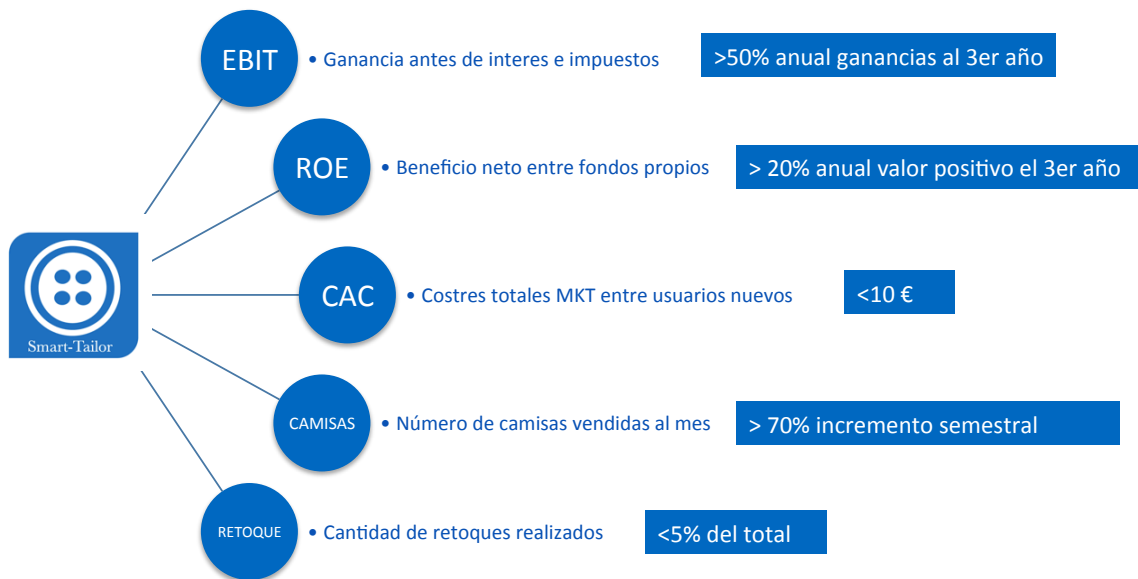 EBIT
• Ganancia antes de interes e impuestos
>50% anual ganancias al 3er año
ROE
• Beneficio neto entre fondos propios
> 20% anual valor positivo el 3er año
Smart-Tailor
CAC
• Costres totales MKT entre usuarios nuevos
<10 €
CAMISAS
• Número de camisas vendidas al mes
> 70% incremento semestral
RETOQUE
• Cantidad de retoques realizados
<5% del total